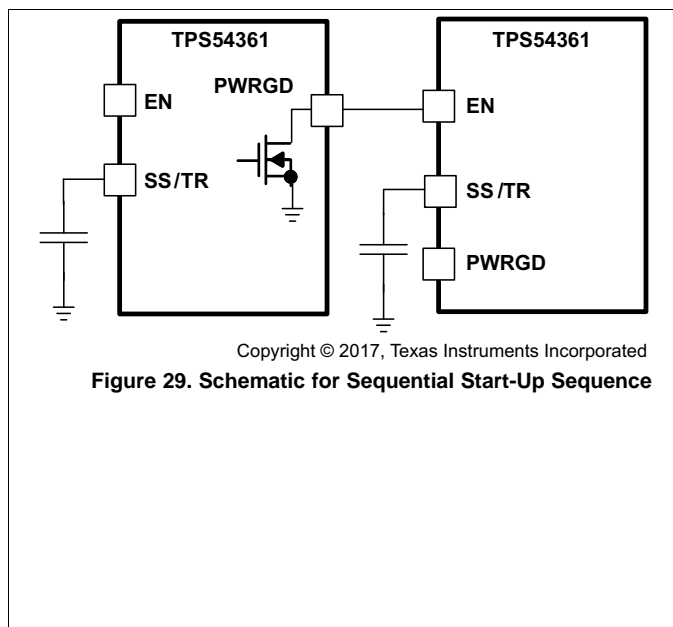 TPS54361
TPS54361
PWRGD
EN
EN
SS/TR
SS/TR
PWRGD
Copyright © 2017, Texas Instruments Incorporated
Figure 29. Schematic for Sequential Start-Up Sequence